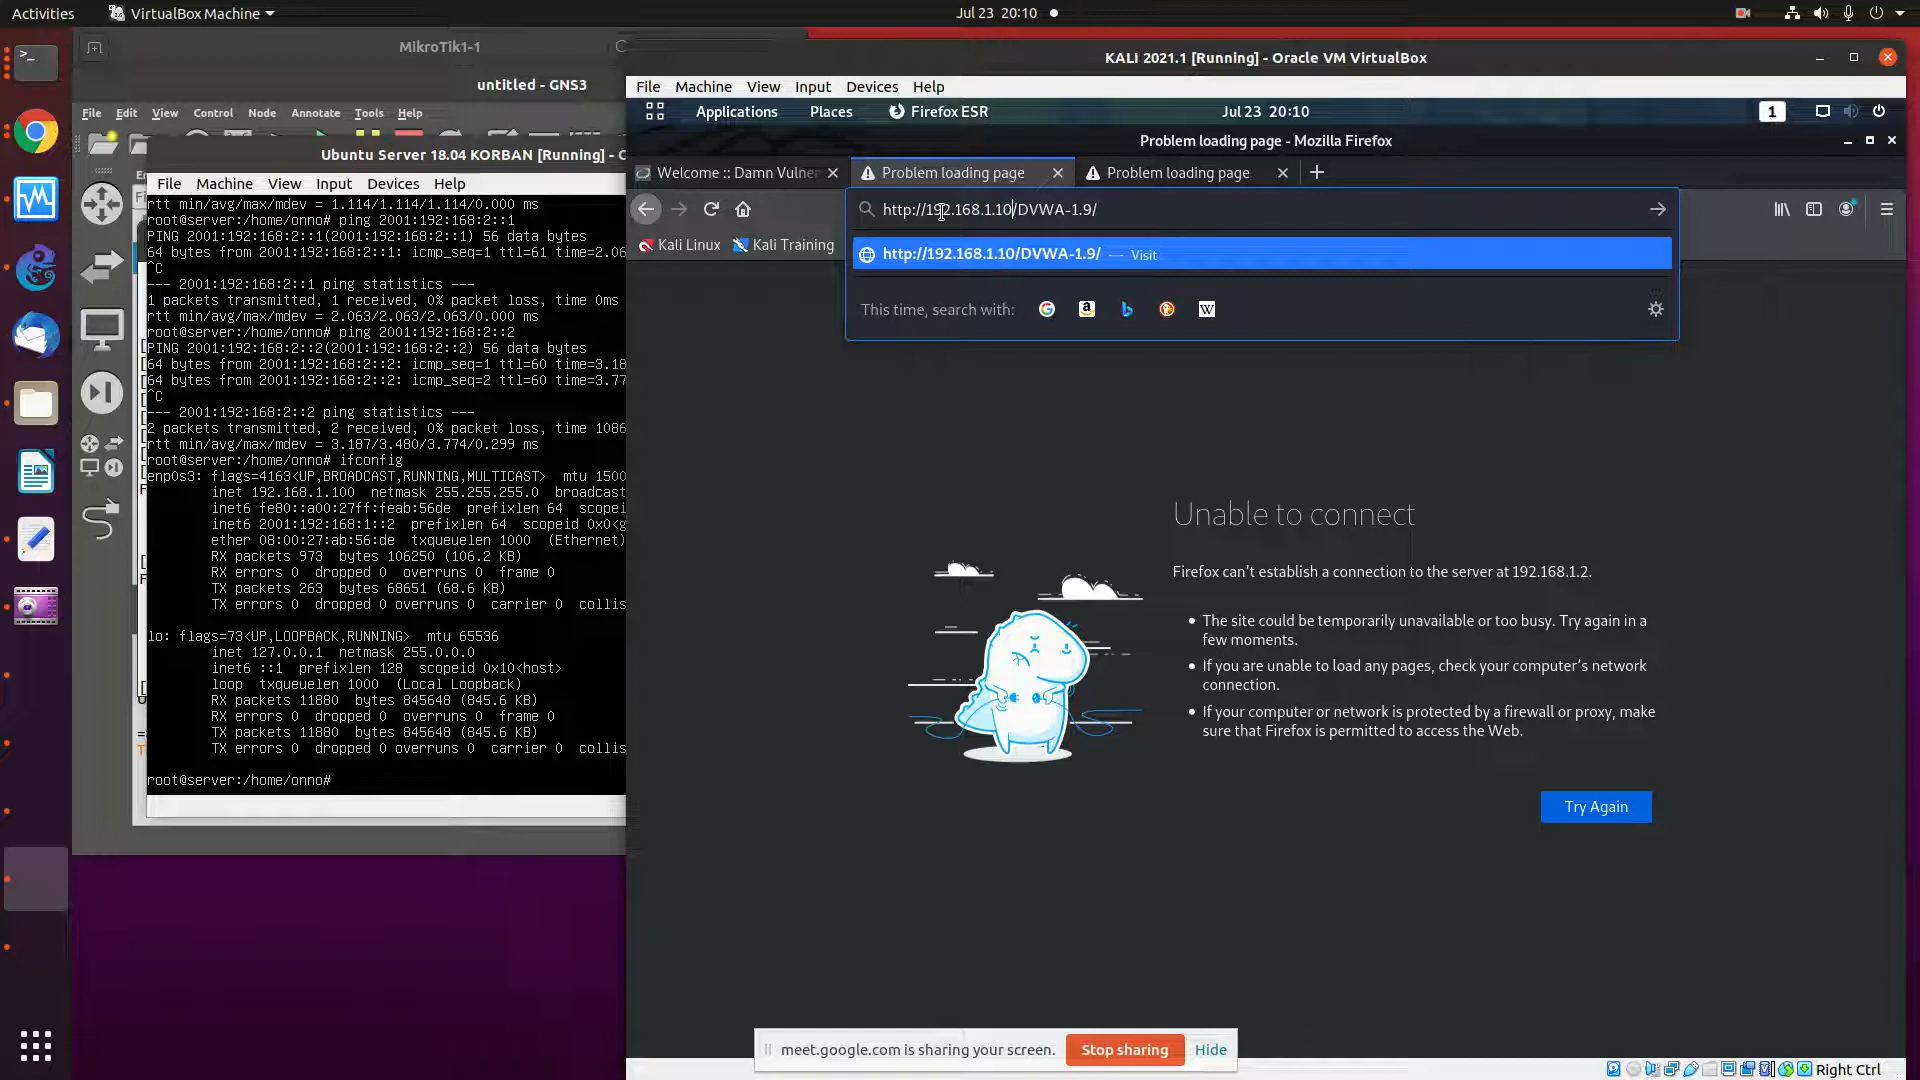 Activities
VirtualBox Machine
Jul 23 20:10
MikroTik1-1
untitled - GNS3
File Edit View Control Node Annotate Tools Help
Ubuntu Server 18.04 KORBAN [Running] -
File Machine View Input Devices Help
rtt min/avg/max/mdev = 1.114/1.114/1.114/0.000 ms
root@server:/home/onno# ping 2001:192:168:2::1
PING 2001:192:168:2::1(2001:192:168:2::1) 56 data bytes
64 bytes from 2001:192:168:2::1: icmp_seq=1 ttl=61 time=2.06
^C
--- 2001:192:168:2::1 ping statistics ---
1 packets transmitted, 1 received, 0% packet loss, time 0ms
rtt min/avg/max/mdev = 2.063/2.063/2.063/0.000 ms
root@server:/home/onno# ping 2001:192:168:2::2
PING 2001:192:168:2::2(2001:192:168:2::2) 56 data bytes
64 bytes from 2001:192:168:2::2: icmp_seq=1 ttl=60 time=3.18
64 bytes from 2001:192:168:2::2: icmp_seq=2 ttl=60 time=3.77
^C
--- 2001:192:168:2::2 ping statistics ---
2 packets transmitted, 2 received, 0% packet loss, time 1086
rtt min/avg/max/mdev = 3.187/3.480/3.774/0.299 ms
root@server:/home/onno# ifconfig
enp0s3: flags=4163<UP,BROADCAST,RUNNING,MULTICAST> mtu 1500
inet 192.168.1.100 netmask 255.255.255.0 broadcast
inet6 fe80::a00:27ff:feab:56de prefixlen 64 scopei
inet6 2001:192:168:1::2 prefixlen 64 scopeid 0x0<g
ether 08:00:27:ab:56:de txqueuelen 1000 (Ethernet)
RX packets 973 bytes 106250 (106.2 KB)
RX errors 0 dropped 0 overruns 0 frame 0
TX packets 263 bytes 68651 (68.6 KB)
TX errors 0 dropped 0 overruns 0 carrier 0 collis
lo: flags=73<UP,LOOPBACK,RUNNING> mtu 65536
inet 127.0.0.1 netmask 255.0.0.0
inet6 ::1 prefixlen 128 scopeid 0x10<host>
loop txqueuelen 1000 (Local Loopback)
RX packets 11880 bytes 845648 (845.6 KB)
RX errors 0 dropped 0 overruns 0 frame 0
TX packets 11880 bytes 845648 (845.6 KB)
TX errors 0 dropped 0 overruns 0 carrier 0 collis
root@server:/home/onno#
KALI 2021.1 [Running] - Oracle VM VirtualBox
File Machine View Input Devices Help
Applications Places Firefox ESR Jul 23 20:10 1
Problem loading page - Mozilla Firefox
Welcome :: Damn Vulner
Problem loading page
Problem loading page
http://192.168.1.10/DVWA-1.9/
Kali Linux Kali Training
http://192.168.1.10/DVWA-1.9/ — Visit
This time, search with:
Unable to connect
Firefox can't establish a connection to the server at 192.168.1.2.
• The site could be temporarily unavailable or too busy. Try again in a
few moments.
• If you are unable to load any pages, check your computer's network
connection.
• If your computer or network is protected by a firewall or proxy, make
sure that Firefox is permitted to access the Web.
Try Again
meet.google.com is sharing your screen. Stop sharing Hide
Right Ctrl